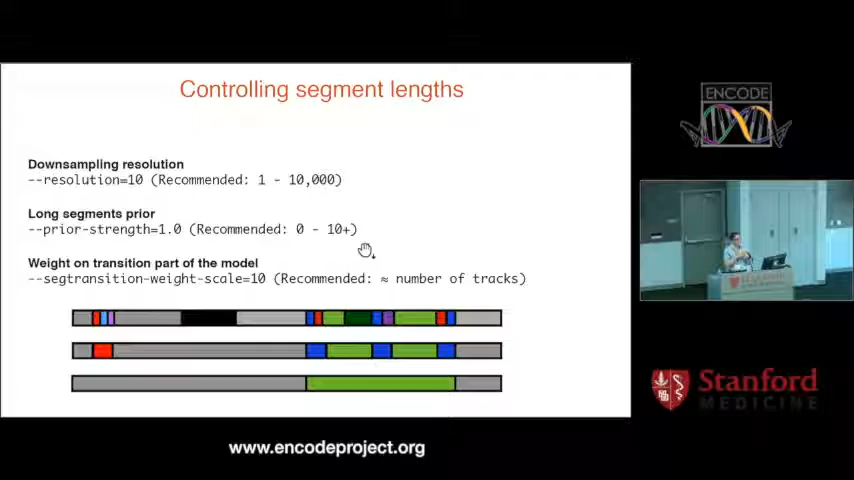 Controlling segment lengths
Downsampling resolution
--resolution=10 (Recommended: 1 - 10,000)
Long segments prior
--prior-strength=1.0 (Recommended: 0 - 10+)
Weight on transition part of the model
--segtransition-weight-scale=10 (Recommended: ≈ number of tracks)
ENCODE
Stanford
MEDICINE
www.encodeproject.org